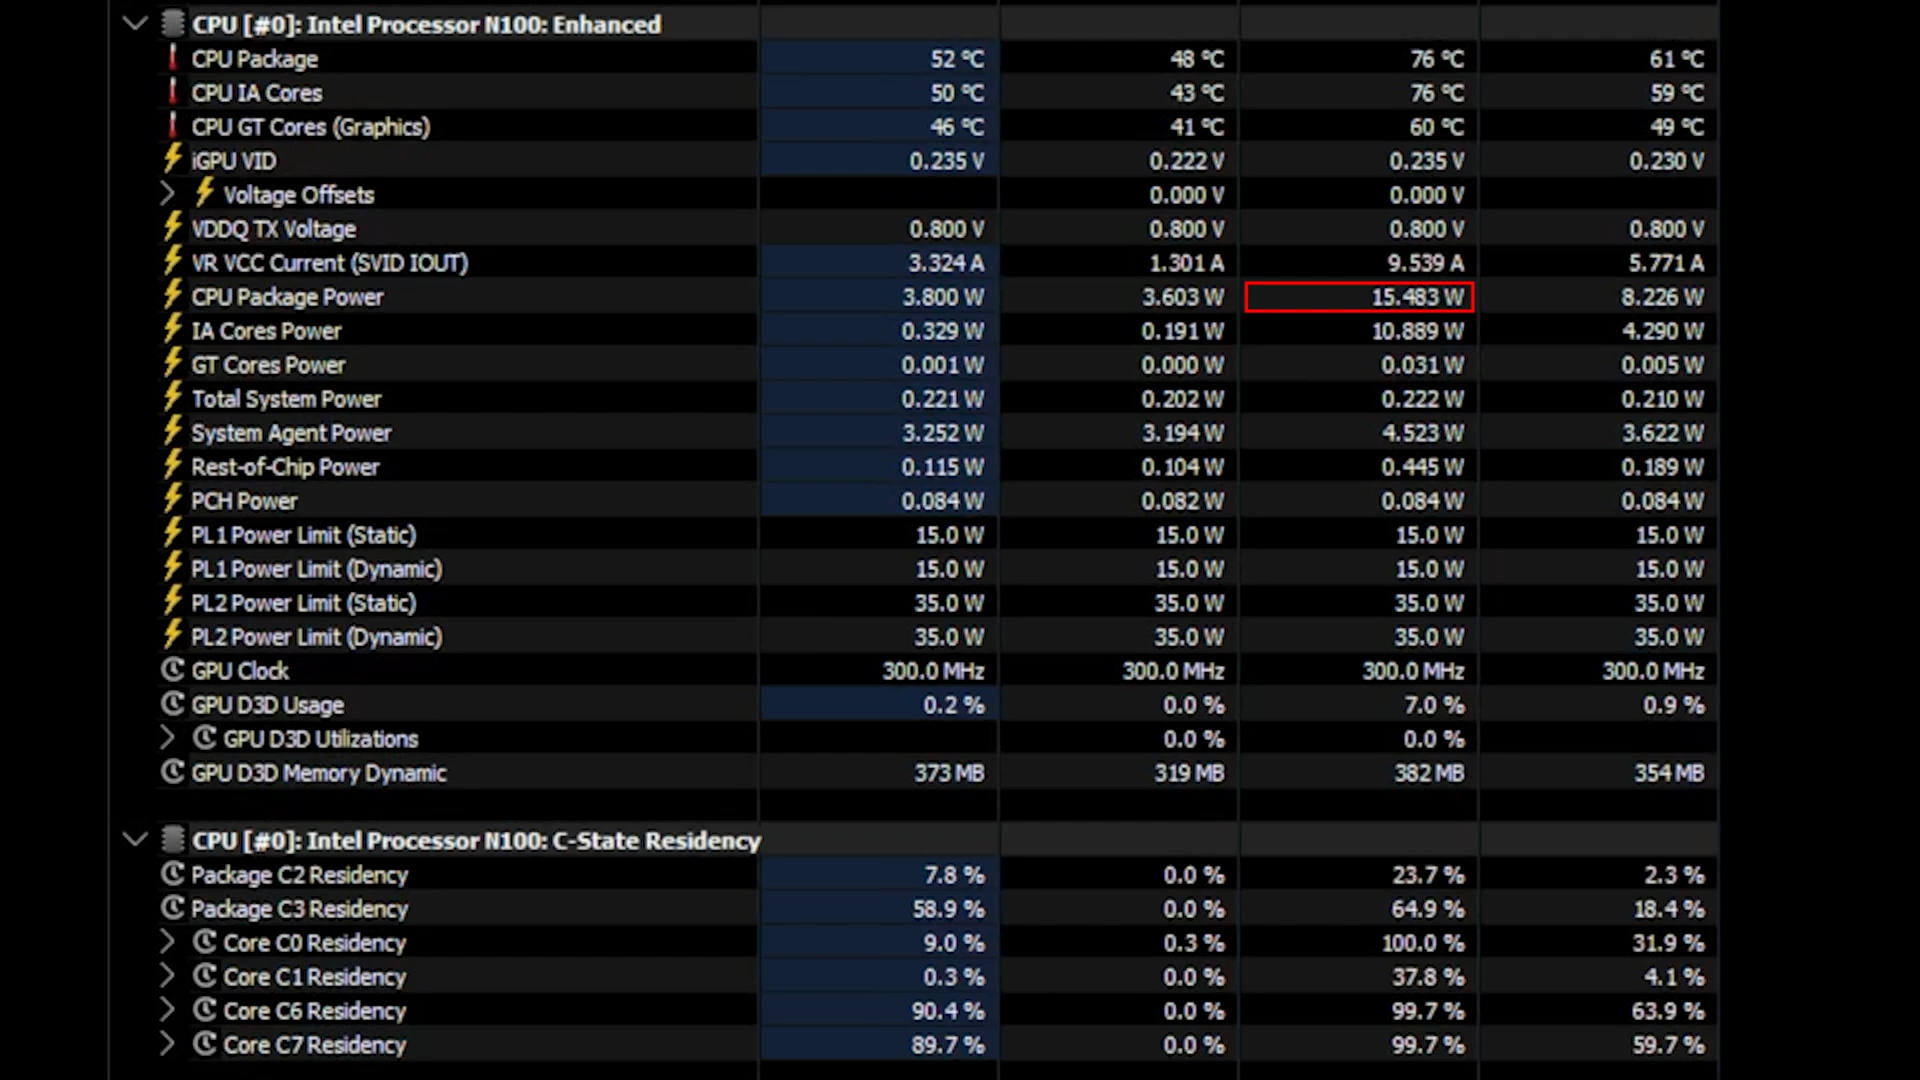 CPU [#0]: Intel Processor N100: Enhanced
CPU Package 52 °C 48 °C 76 °C 61 °C
CPU IA Cores 50 °C 43 °C 76 °C 59 °C
CPU GT Cores (Graphics) 46 °C 41 °C 60 °C 49 °C
iGPU VID 0.235 V 0.222 V 0.235 V 0.230 V
Voltage Offsets 0.000 V 0.000 V
VDDQ TX Voltage 0.800 V 0.800 V 0.800 V 0.800 V
VR VCC Current (SVID IOUT) 3.324 A 1.301 A 9.539 A 5.771 A
CPU Package Power 3.800 W 3.603 W 15.483 W 8.226 W
IA Cores Power 0.329 W 0.191 W 10.889 W 4.290 W
GT Cores Power 0.001 W 0.000 W 0.031 W 0.005 W
Total System Power 0.221 W 0.202 W 0.222 W 0.210 W
System Agent Power 3.252 W 3.194 W 4.523 W 3.622 W
Rest-of-Chip Power 0.115 W 0.104 W 0.445 W 0.189 W
PCH Power 0.084 W 0.082 W 0.084 W 0.084 W
PL1 Power Limit (Static) 15.0 W 15.0 W 15.0 W 15.0 W
PL1 Power Limit (Dynamic) 15.0 W 15.0 W 15.0 W 15.0 W
PL2 Power Limit (Static) 35.0 W 35.0 W 35.0 W 35.0 W
PL2 Power Limit (Dynamic) 35.0 W 35.0 W 35.0 W 35.0 W
GPU Clock 300.0 MHz 300.0 MHz 300.0 MHz 300.0 MHz
GPU D3D Usage 0.2 % 0.0 % 7.0 % 0.9 %
GPU D3D Utilizations 0.0 % 0.0 %
GPU D3D Memory Dynamic 373 MB 319 MB 382 MB 354 MB
CPU [#0]: Intel Processor N100: C-State Residency
Package C2 Residency 7.8 % 0.0 % 23.7 % 2.3 %
Package C3 Residency 58.9 % 0.0 % 64.9 % 18.4 %
Core C0 Residency 9.0 % 0.3 % 100.0 % 31.9 %
Core C1 Residency 0.3 % 0.0 % 37.8 % 4.1 %
Core C6 Residency 90.4 % 0.0 % 99.7 % 63.9 %
Core C7 Residency 89.7 % 0.0 % 99.7 % 59.7 %